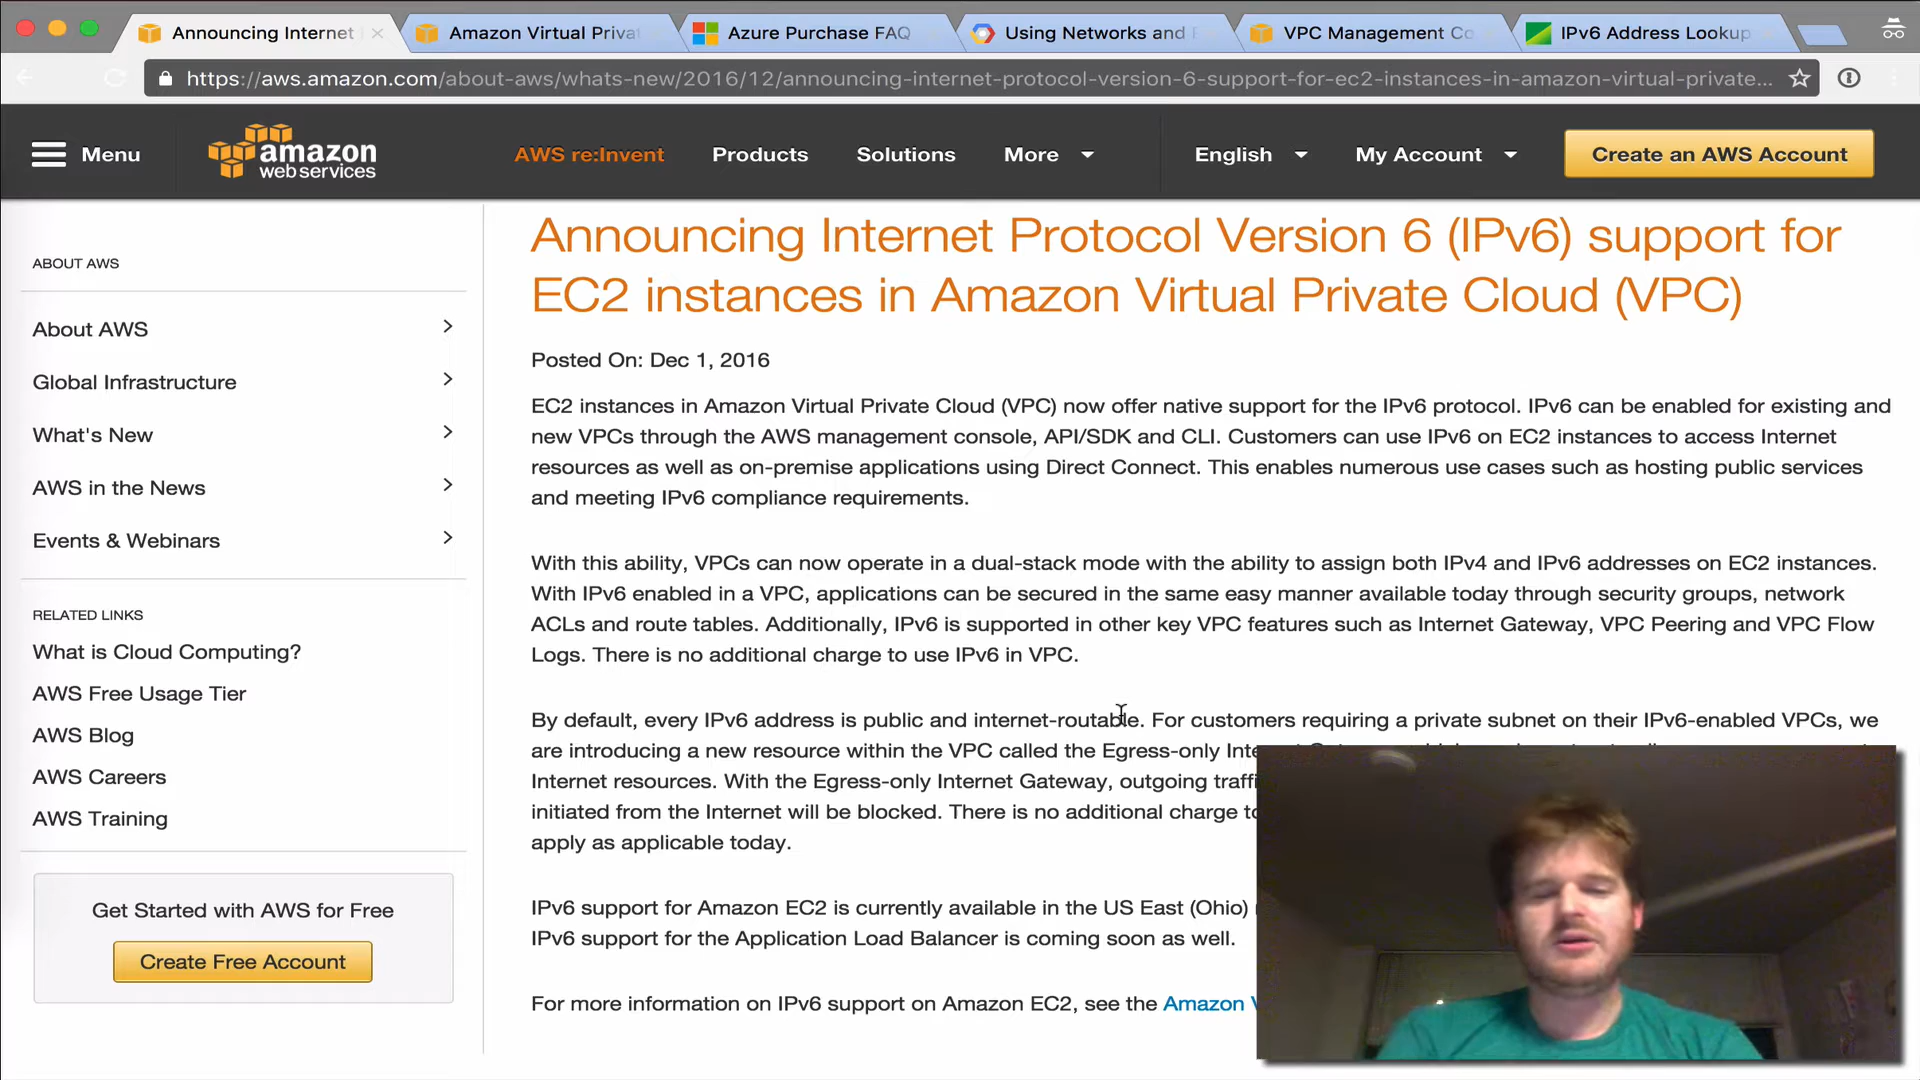 Announcing Internet
Amazon Virtual Priva
Azure Purchase FAQ
Using Networks and
VPC Management Co
IPv6 Address Lookup
https://aws.amazon.com/about-aws/whats-new/2016/12/announcing-internet-protocol-version-6-support-for-ec2-instances-in-amazon-virtual-private...
Menu
amazon
webservices
AWS re:Invent
Products
Solutions
More
English
My Account
Create an AWS Account
ABOUT AWS
About AWS
Global Infrastructure
What's New
AWS in the News
Events & Webinars
RELATED LINKS
What is Cloud Computing?
AWS Free Usage Tier
AWS Blog
AWS Careers
AWS Training
Get Started with AWS for Free
Create Free Account
Announcing Internet Protocol Version 6 (IPv6) support for
EC2 instances in Amazon Virtual Private Cloud (VPC)
Posted On: Dec 1, 2016
EC2 instances in Amazon Virtual Private Cloud (VPC) now offer native support for the IPv6 protocol. IPv6 can be enabled for existing and
new VPCs through the AWS management console, API/SDK and CLI. Customers can use IPv6 on EC2 instances to access Internet
resources as well as on-premise applications using Direct Connect. This enables numerous use cases such as hosting public services
and meeting IPv6 compliance requirements.
With this ability, VPCs can now operate in a dual-stack mode with the ability to assign both IPv4 and IPv6 addresses on EC2 instances.
With IPv6 enabled in a VPC, applications can be secured in the same easy manner available today through security groups, network
ACLs and route tables. Additionally, IPv6 is supported in other key VPC features such as Internet Gateway, VPC Peering and VPC Flow
Logs. There is no additional charge to use IPv6 in VPC.
By default, every IPv6 address is public and internet-routable. For customers requiring a private subnet on their IPv6-enabled VPCs, we
are introducing a new resource within the VPC called the Egress-only
Internet resources. With the Egress-only Internet Gateway, outgoing
initiated from the Internet will be blocked. There is no additional charge
apply as applicable today.
IPv6 support for Amazon EC2 is currently available in the US East (Ohio)
IPv6 support for the Application Load Balancer is coming soon as well.
For more information on IPv6 support on Amazon EC2, see the Amazon